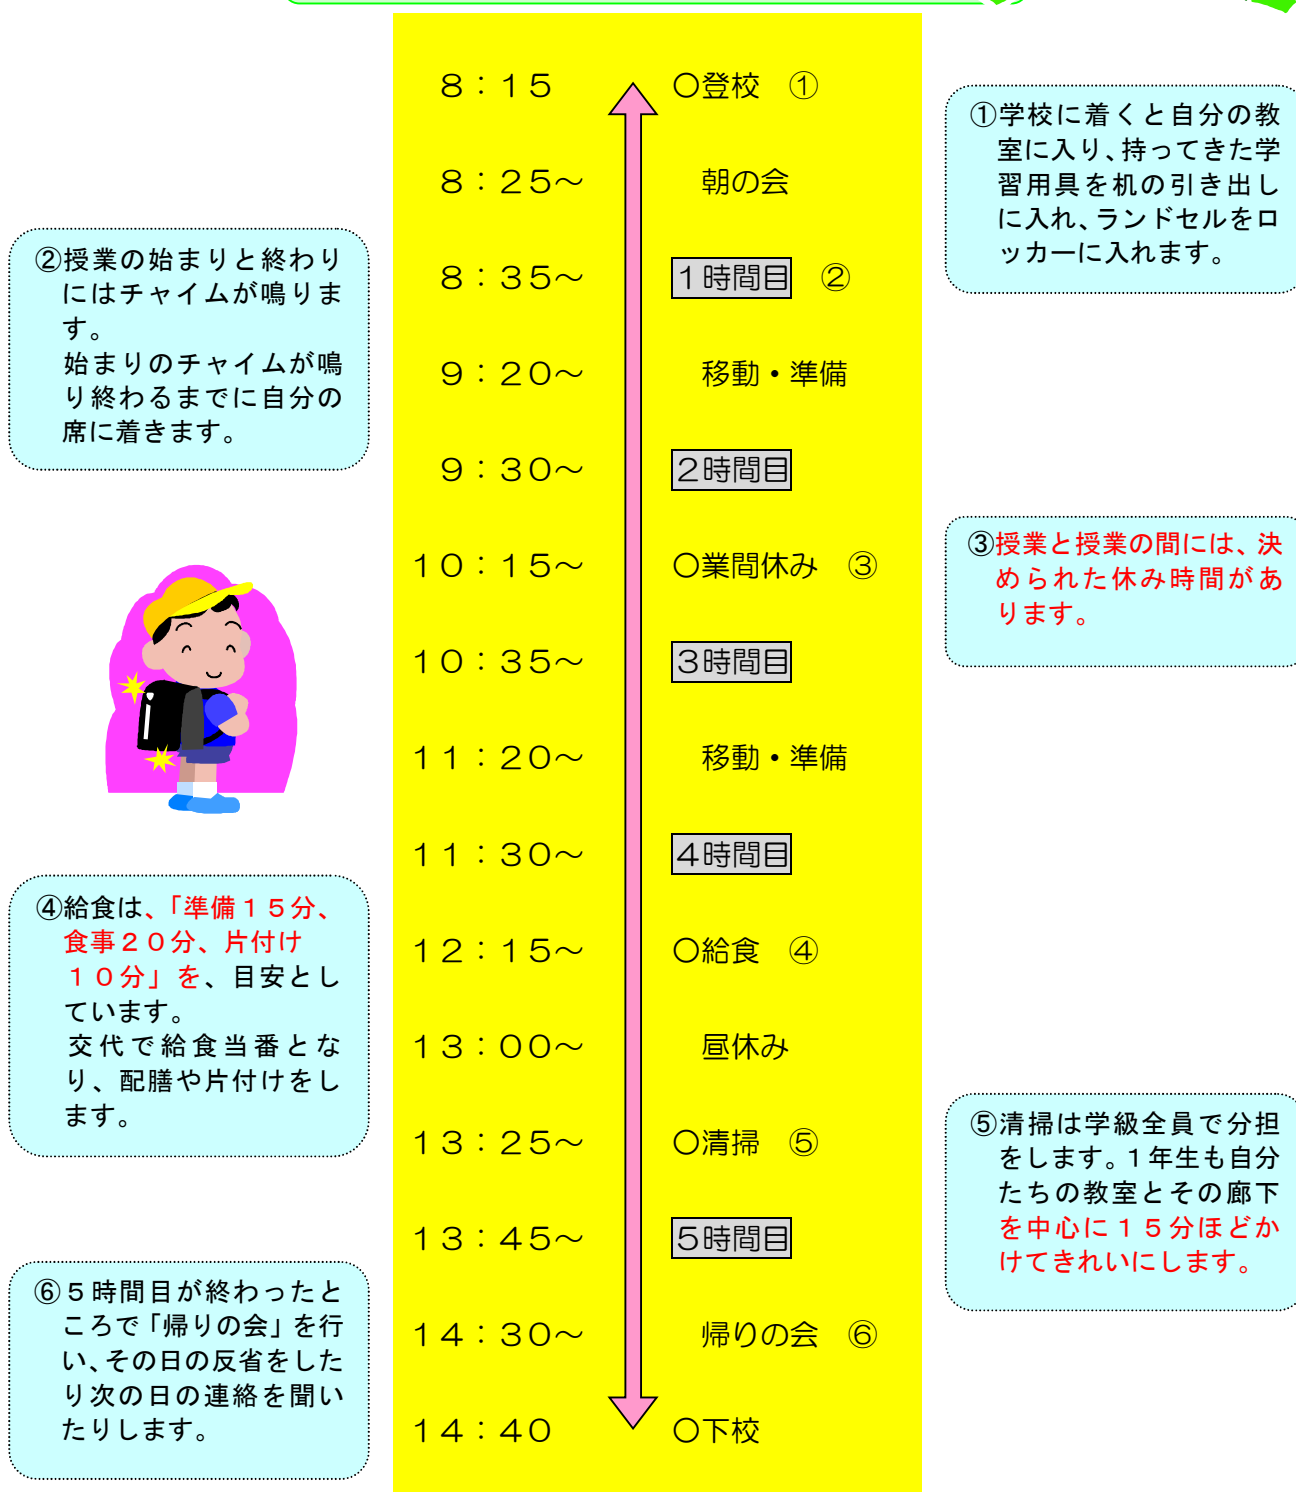 8：15 〇登校 ①
8：25～ 朝の会
8：35～ 1時間目 ②
9：20～ 移動・準備
9：30～ 2時間目
10：15～ 〇業間休み ③
10：35～ 3時間目
11：20～ 移動・準備
11：30～ 4時間目
12：15～ 〇給食 ④
13：00～ 昼休み
13：25～ 〇清掃 ⑤
13：45～ 5時間目
14：30～ 帰りの会 ⑥
14：40 〇下校
①学校に着くと自分の教
室に入り、持ってきた学
習用具を机の引き出し
に入れ、ランドセルをロ
ッカーに入れます。
②授業の始まりと終わり
にはチャイムが鳴りま
す。
始まりのチャイムが鳴
り終わるまでに自分の
席に着きます。
③授業と授業の間には、決
められた休み時間があ
ります。
④給食は、「準備１５分、
食事２０分、片付け
１０分」を、目安とし
ています。
交代で給食当番とな
り、配膳や片付けをし
ます。
⑤清掃は学級全員で分担
をします。１年生も自分
たちの教室とその廊下
を中心に１５分ほどか
けてきれいにします。
⑥５時間目が終わったと
ころで「帰りの会」を行
い、その日の反省をした
り次の日の連絡を聞い
たりします。